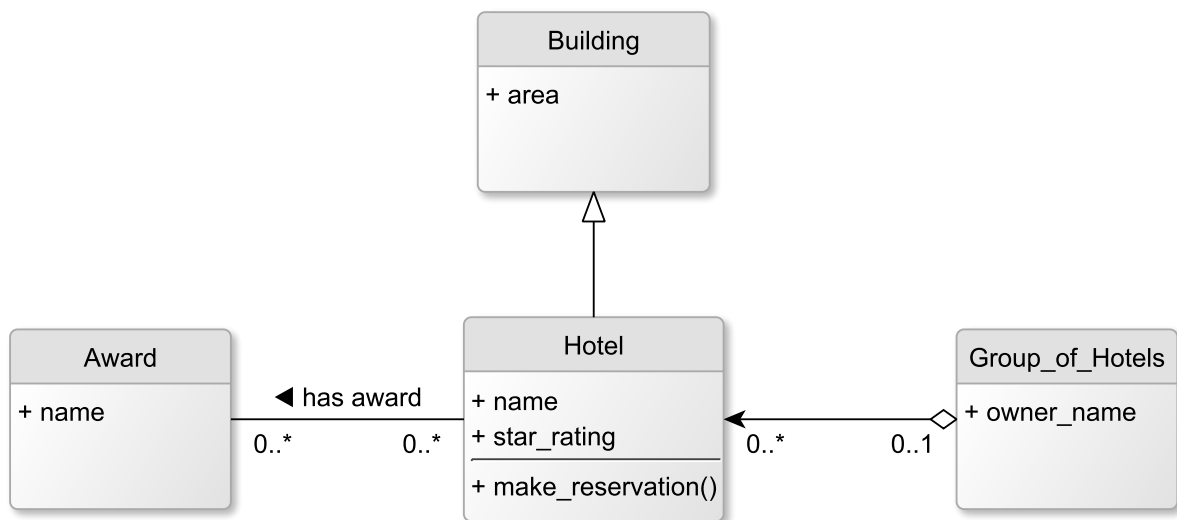 Building
+ area
Award
+ name
◀ has award
0..*
0..*
Hotel
+ name
+ star_rating
+ make_reservation()
0..*
0..1
Group_of_Hotels
+ owner_name